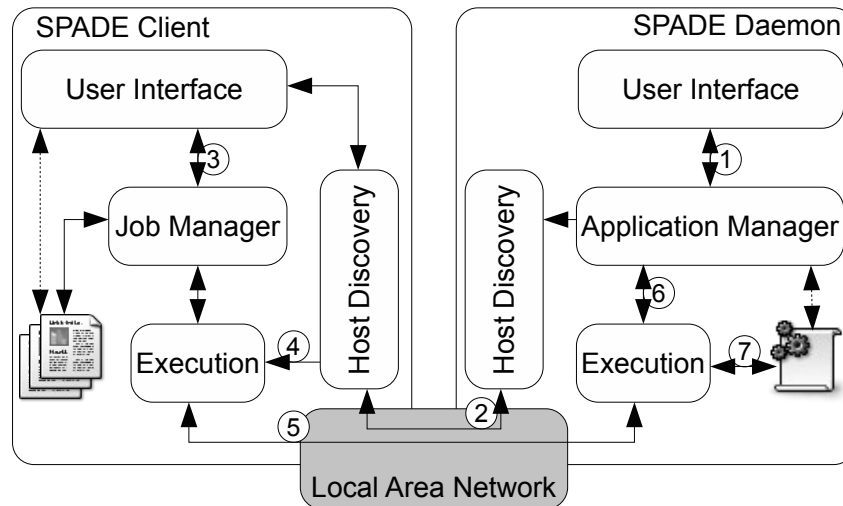 SPADE Client
User Interface
3
Job Manager
Host Discovery
Execution
4
5
SPADE Daemon
User Interface
1
Host Discovery
Application Manager
6
Execution
7
2
Local Area Network